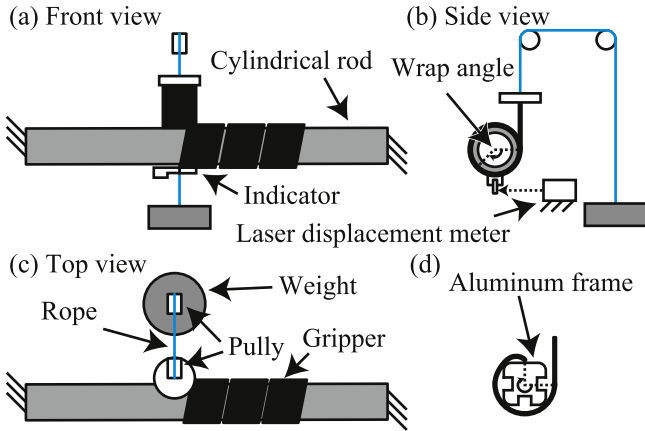 (a) Front view
(b) Side view
Cylindrical rod
Wrap angle
Indicator
Laser displacement meter
(c) Top view
(d)
Weight
Aluminum frame
Rope
Pully
Gripper